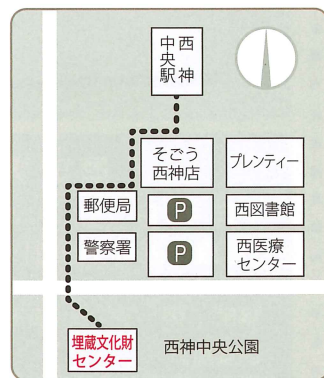 西神
中央駅
そごう
西神店
プレンティー
郵便局
P
西図書館
警察署
P
西医療
センター
埋蔵文化財
センター
西神中央公園